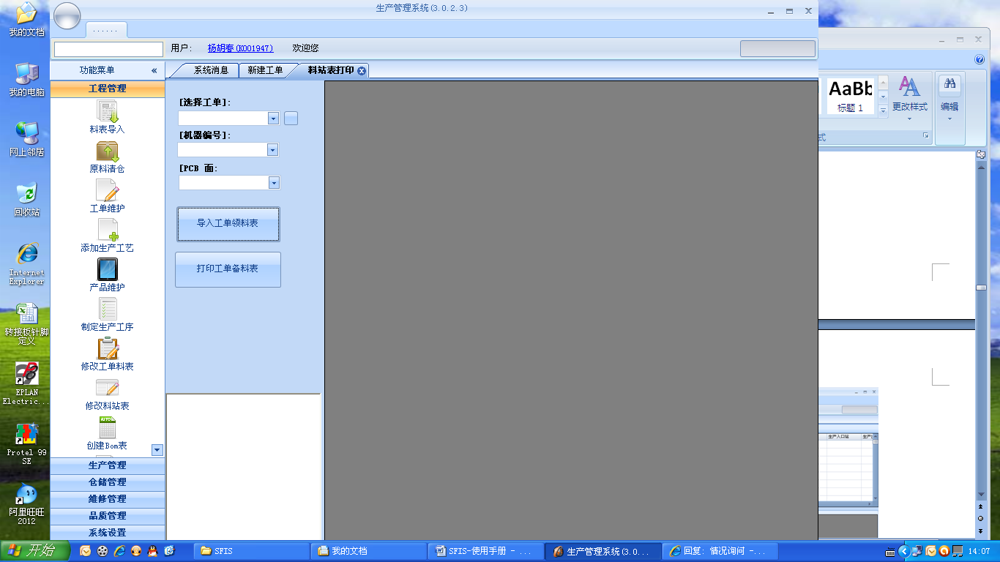 生产管理系统(3.0.2.3)
......
用户:
杨胡春(K001947)
欢迎您
功能菜单
«
系统消息
新建工单
料站表打印
工程管理
料表导入
原料清仓
工单维护
添加生产工艺
产品维护
制定生产工序
修改工单料表
修改料站表
创建Bom表
生产管理
仓储管理
维修管理
品质管理
系统设置
[选择工单]:
[机器编号]:
[PCB 面:
导入工单领料表
打印工单备料表
我的文档
我的电脑
网上邻居
回收站
Internet
Explorer
转接板针脚
定义
EPLAN
Electric...
Protel 99
SE
阿里旺旺
2012
AaBb
标题 1
更改样式
编辑
式
生产入口站
开始
SFIS
我的文档
SFIS-使用手册 - ...
生产管理系统(3.0...
回复: 情况询问 -...
14:07